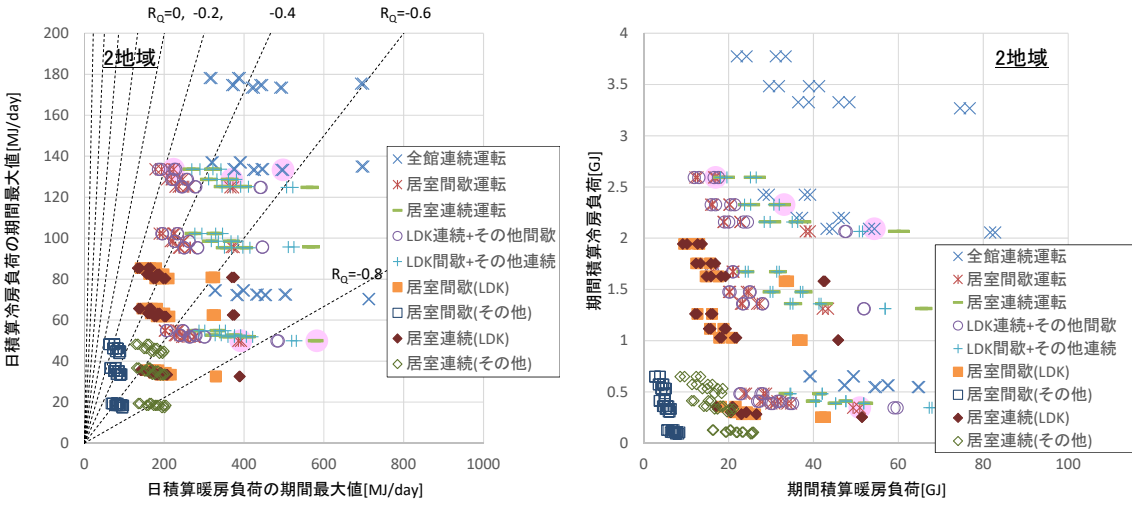 R_Q=0, -0.2, -0.4 R_Q=-0.6
200
180
160
140
120
100
80
60
40
20
0
0 200 400 600 800 1000
日積算冷房負荷の期間最大値[MJ/day]
日積算暖房負荷の期間最大値[MJ/day]
2地域
R_Q=-0.8
全館連続運転
居室間歇運転
居室連続運転
LDK連続+その他間歇
LDK間歇+その他連続
居室間歇(LDK)
居室間歇(その他)
居室連続(LDK)
居室連続(その他)
4
3.5
3
2.5
2
1.5
1
0.5
0
0 20 40 60 80 100
期間積算冷房負荷[GJ]
期間積算暖房負荷[GJ]
2地域
全館連続運転
居室間歇運転
居室連続運転
LDK連続+その他間歇
LDK間歇+その他連続
居室間歇(LDK)
居室間歇(その他)
居室連続(LDK)
居室連続(その他)